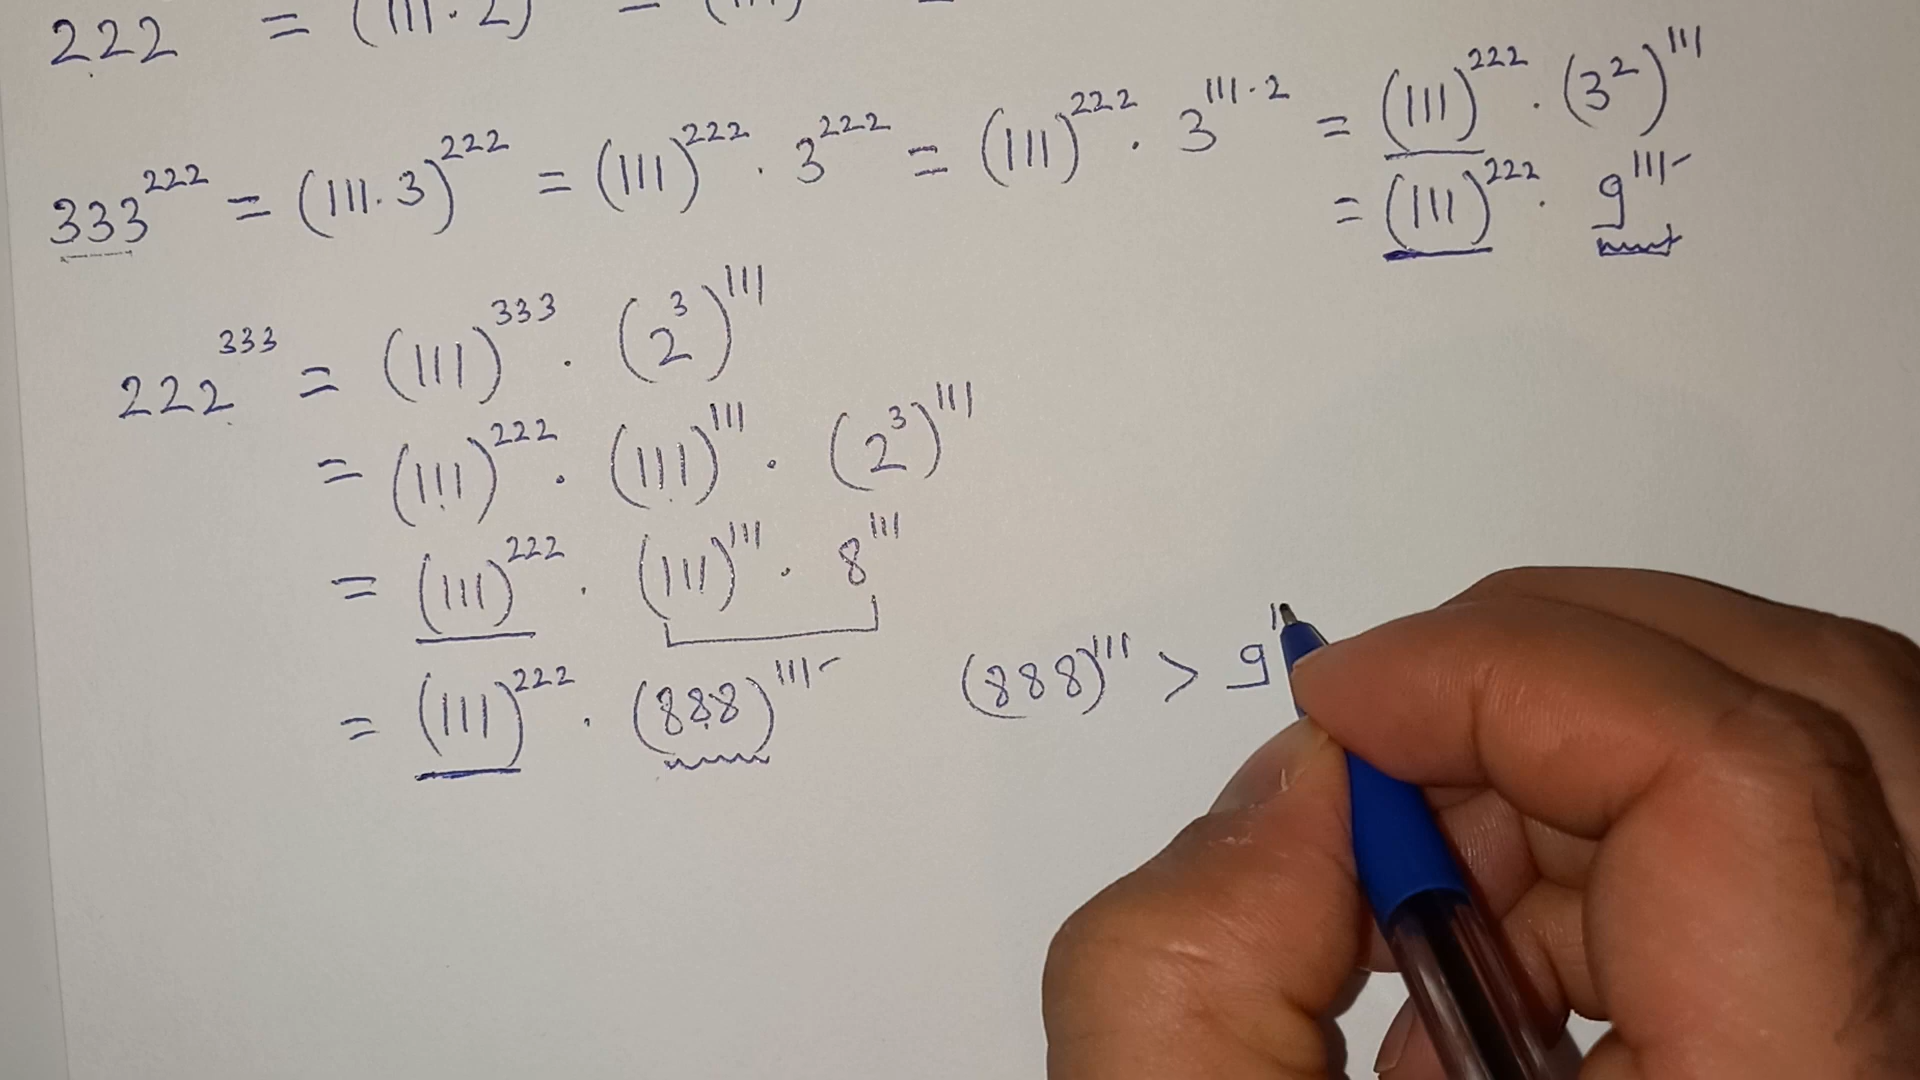 222 = (111·2) = (111)
333^222 = (111·3)^222 = (111)^222 · 3^222 = (111)^222 · 3^111·2 = (111)^222 · (3^2)^111
= (111)^222 · 9^111
222^333 = (111)^333 · (2^3)^111
= (111)^222 · (111)^111 · (2^3)^111
= (111)^222 · (111)^111 · 8^111
= (111)^222 · (888)^111
(888)^111 > 9^1